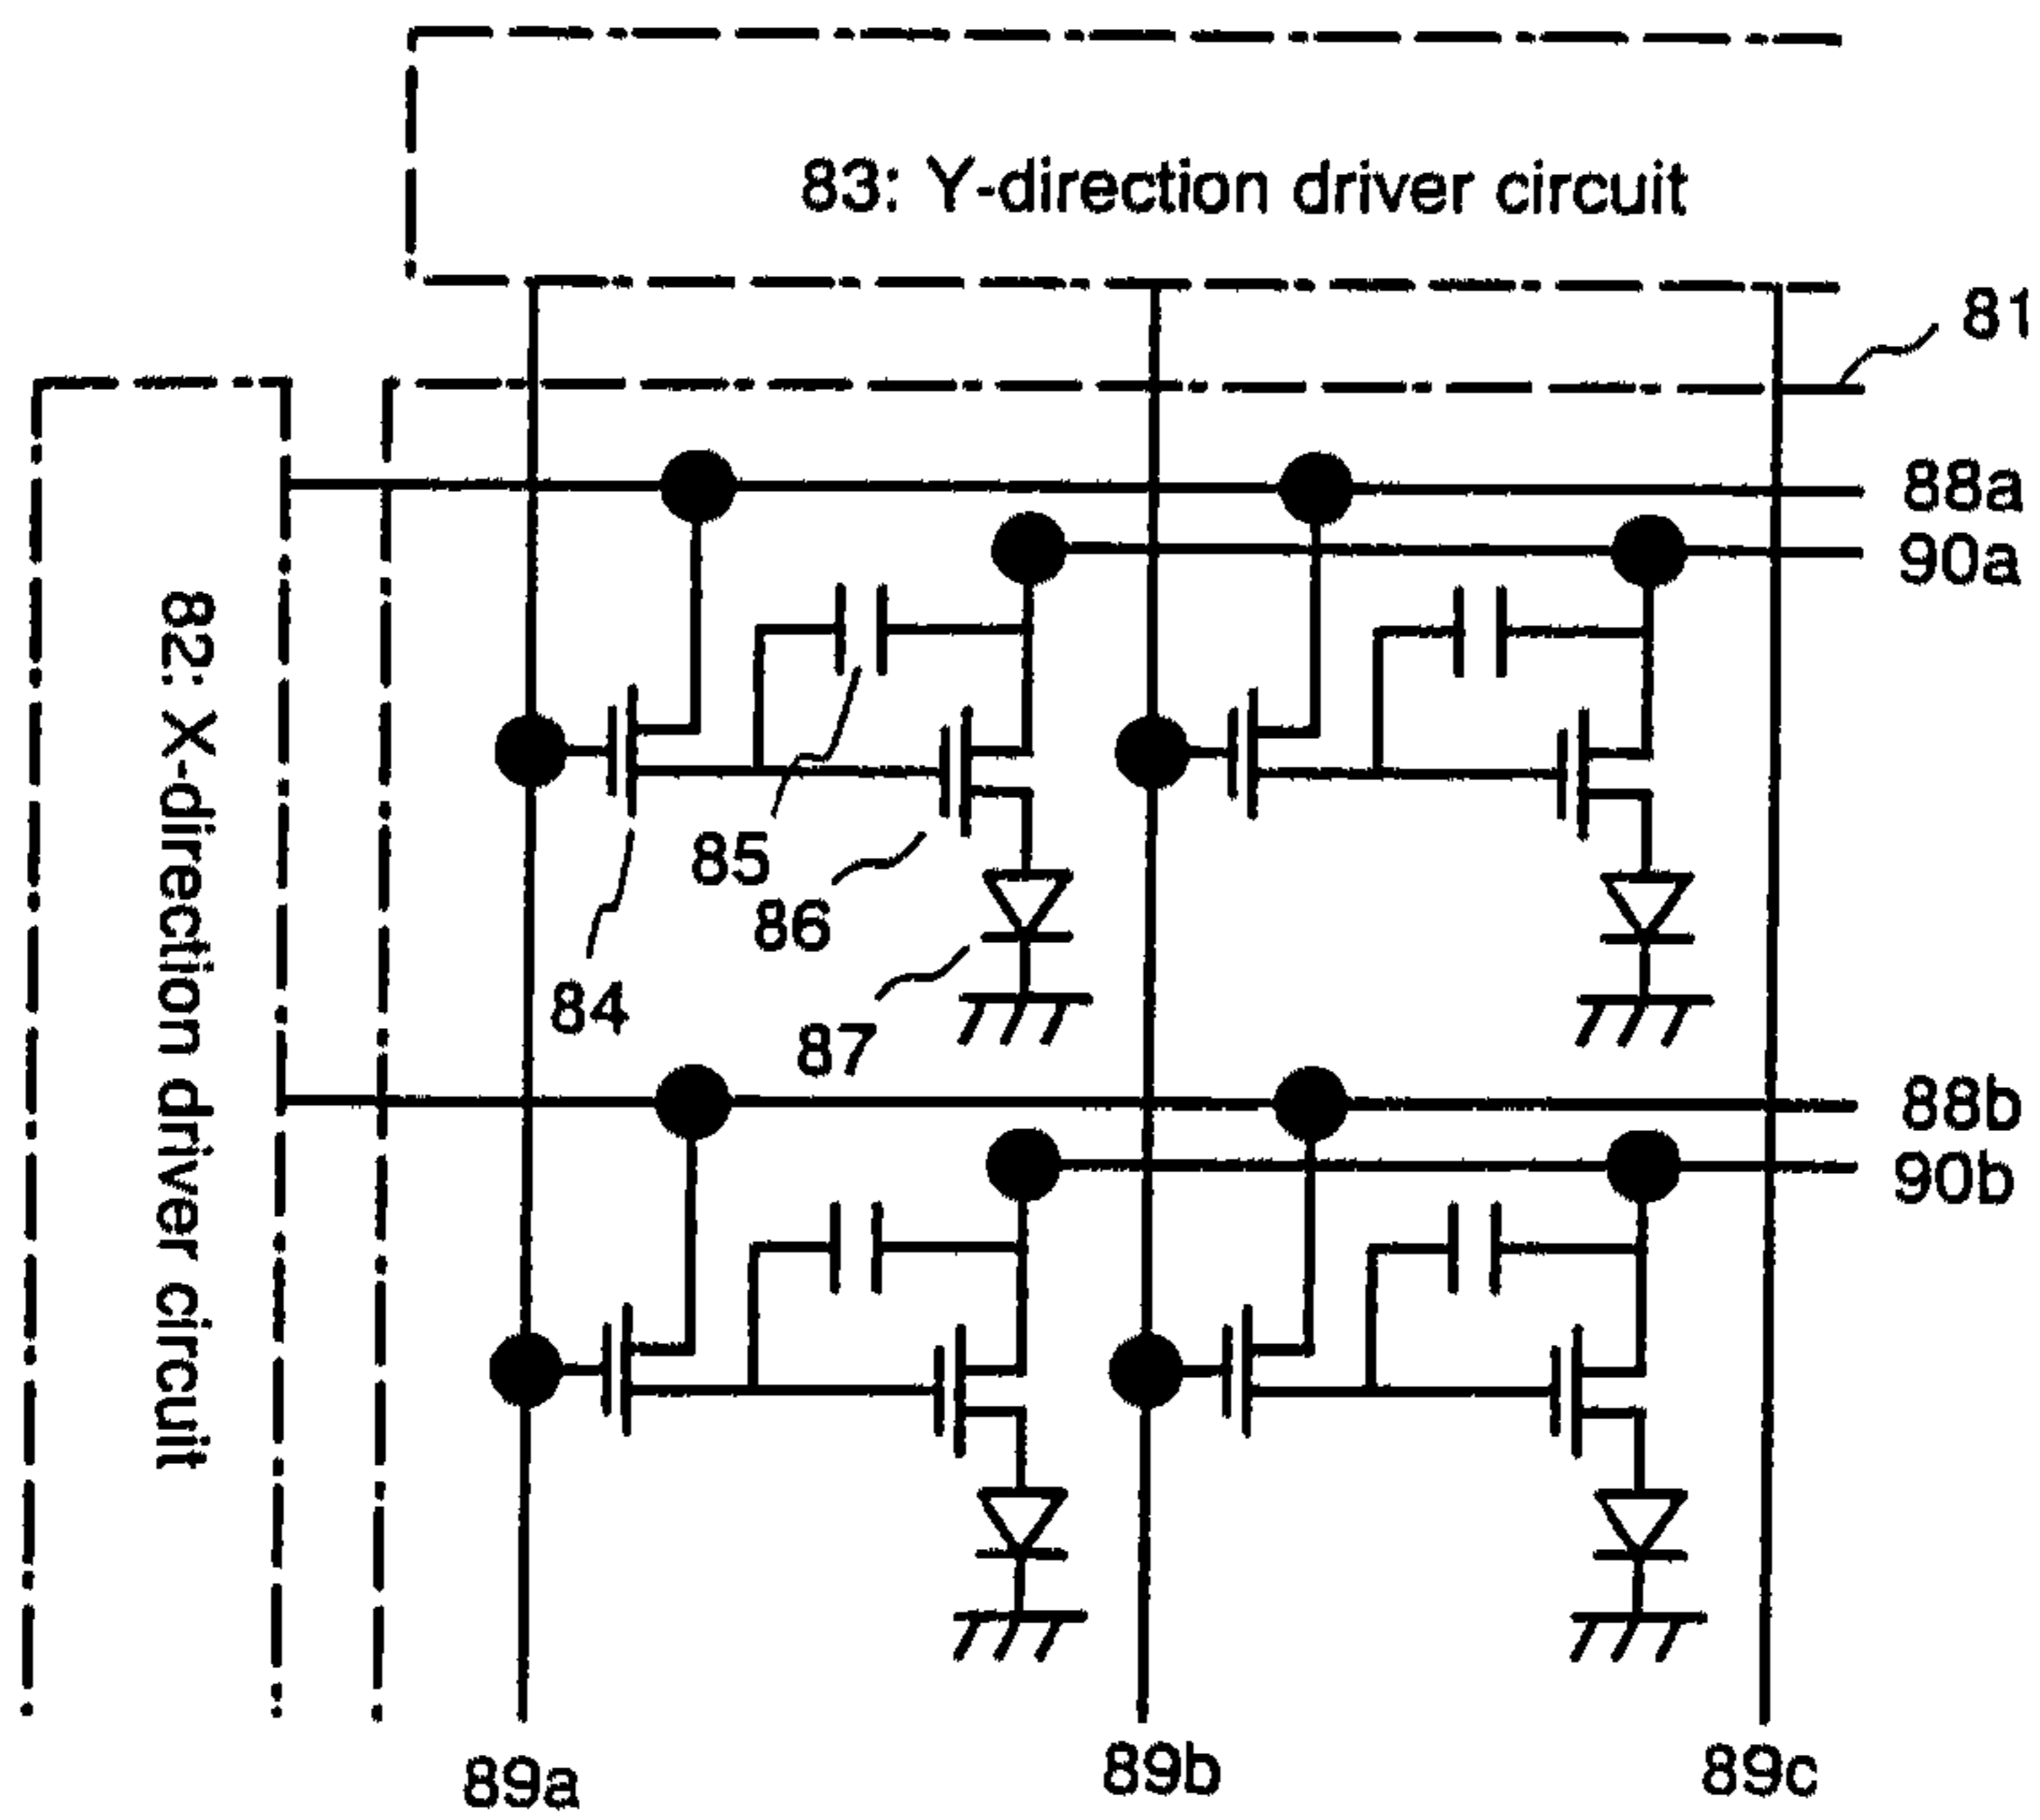 83: Y-direction driver circuit
81
88a
90a
82: X-direction driver circuit
85
86
84
87
88b
90b
89a
89b
89c